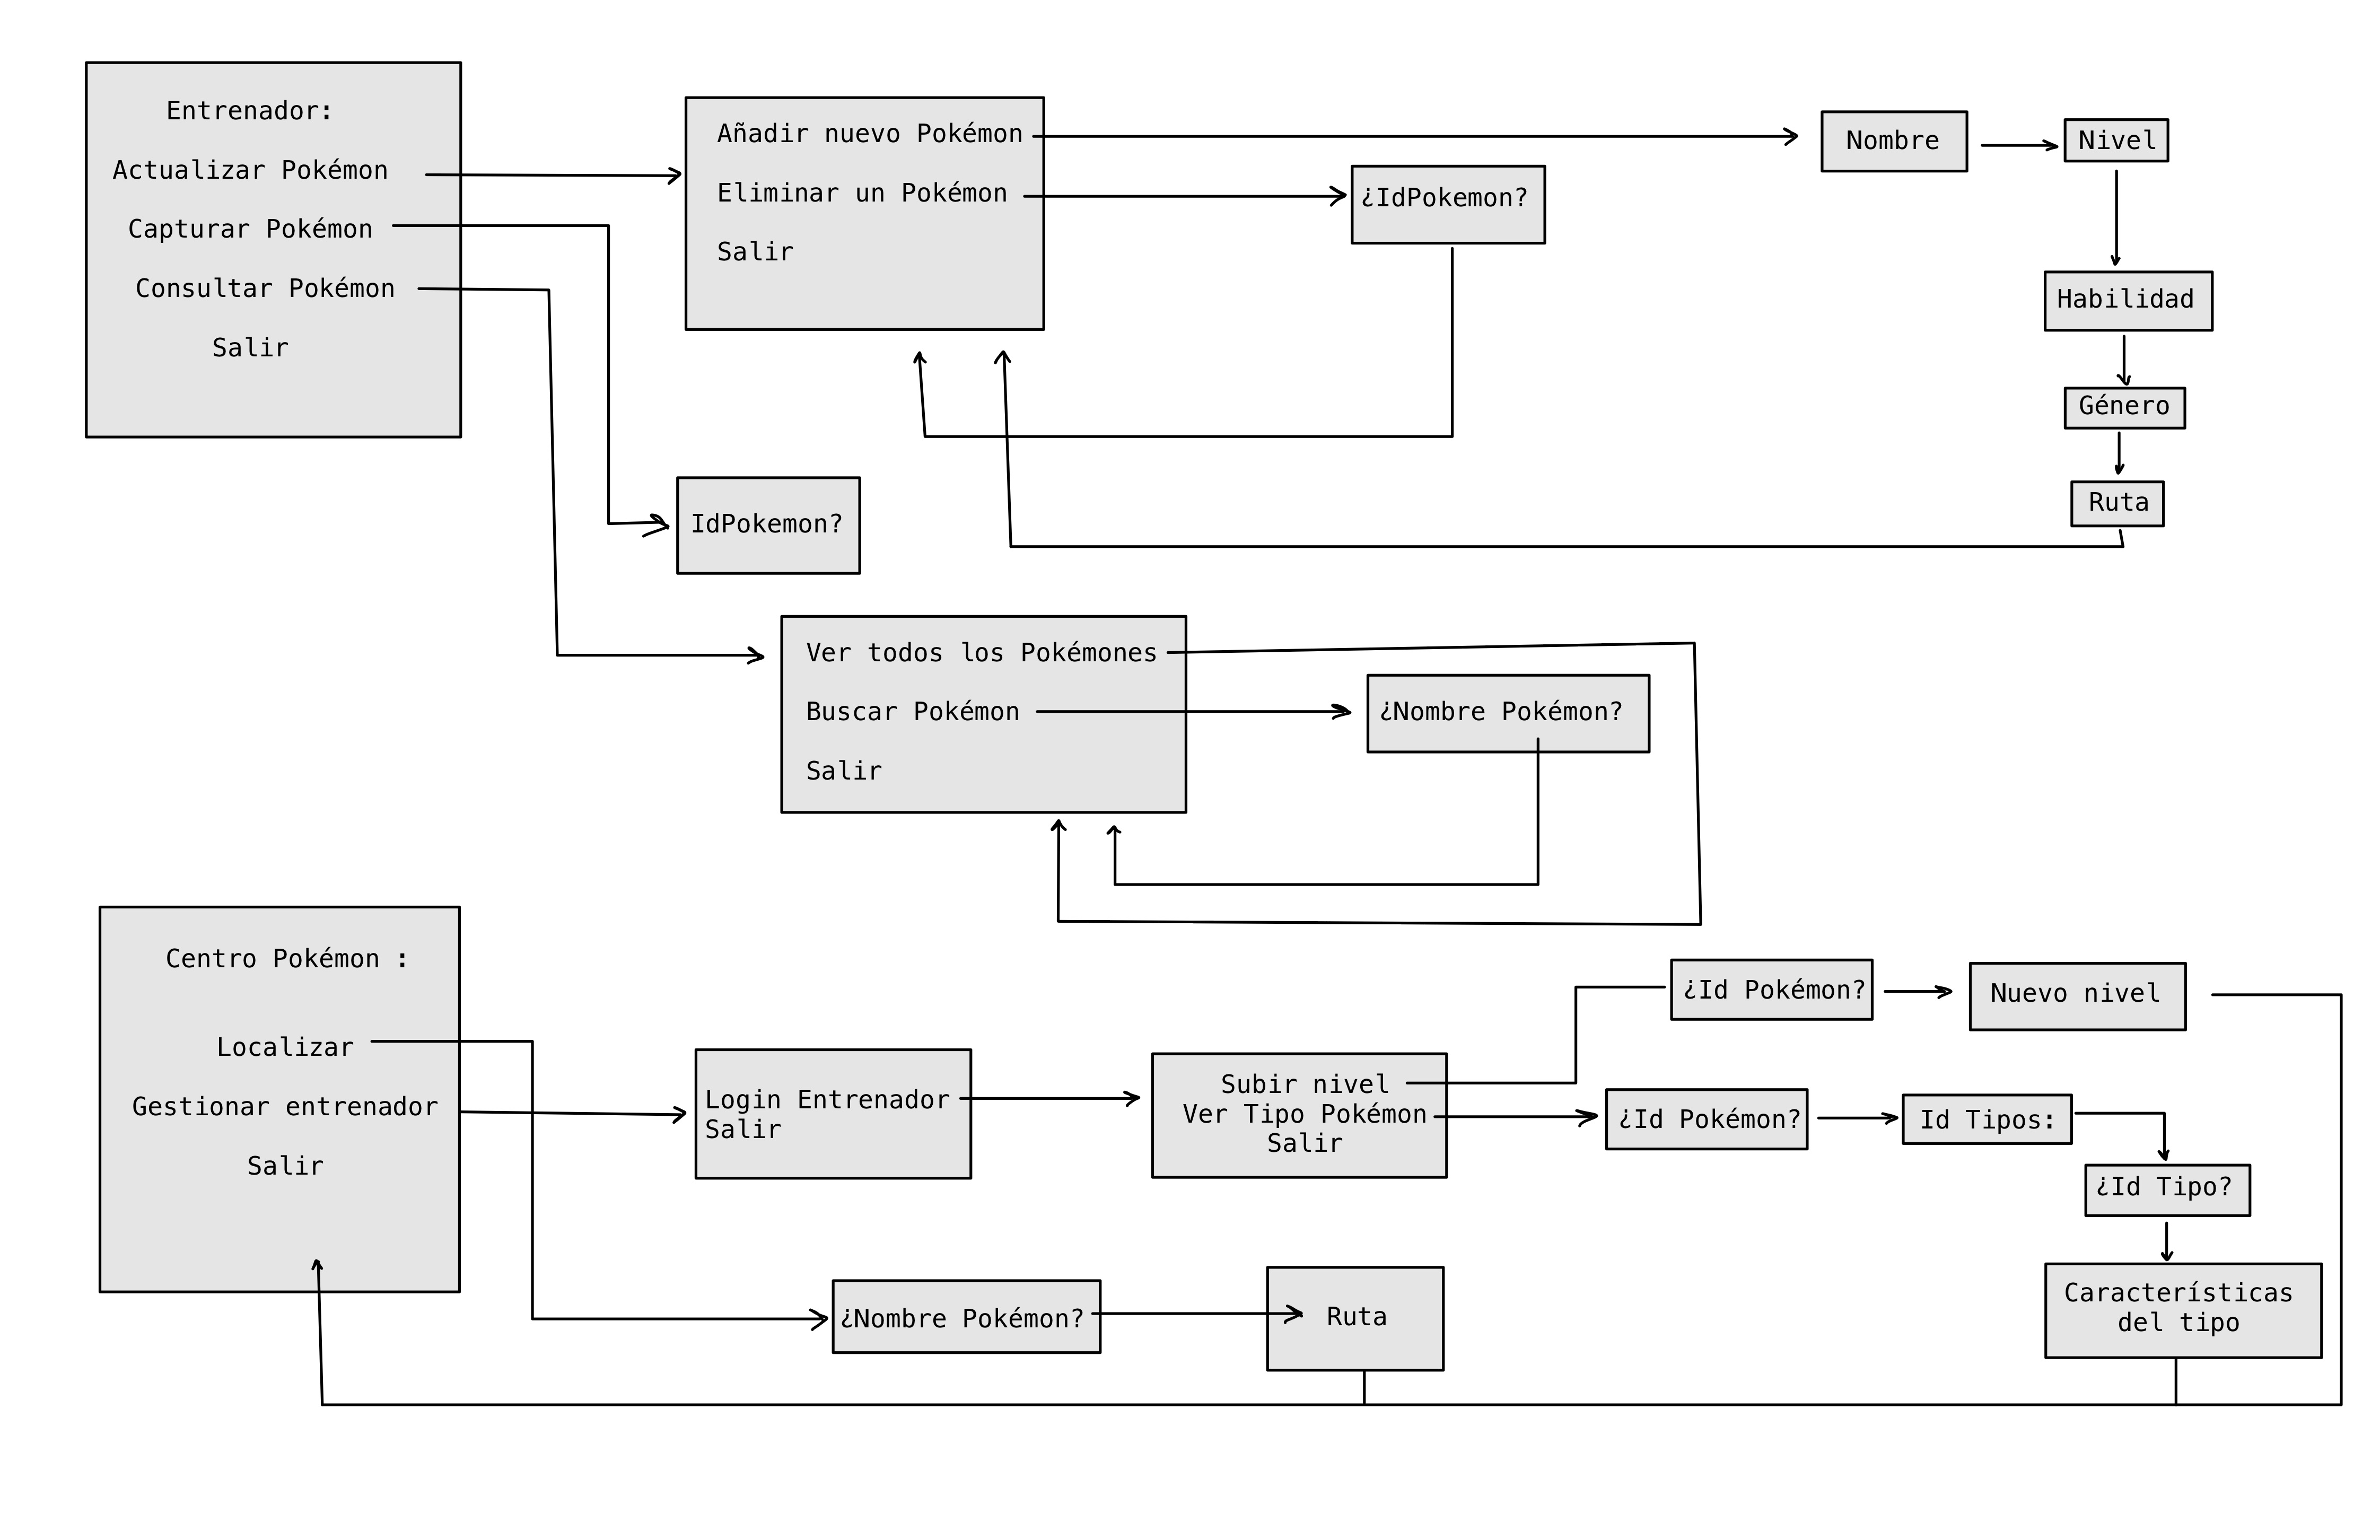 Entrenador:
Actualizar Pokémon
Capturar Pokémon
Consultar Pokémon
Salir
Añadir nuevo Pokémon
Eliminar un Pokémon
Salir
¿IdPokemon?
Nombre
Nivel
Habilidad
Género
Ruta
IdPokemon?
Ver todos los Pokémones
Buscar Pokémon
Salir
¿Nombre Pokémon?
Centro Pokémon :
Localizar
Gestionar entrenador
Salir
Login Entrenador
Salir
Subir nivel
Ver Tipo Pokémon
Salir
¿Id Pokémon?
Nuevo nivel
¿Id Pokémon?
Id Tipos:
¿Id Tipo?
Característicás
del tipo
¿Nombre Pokémon?
Ruta